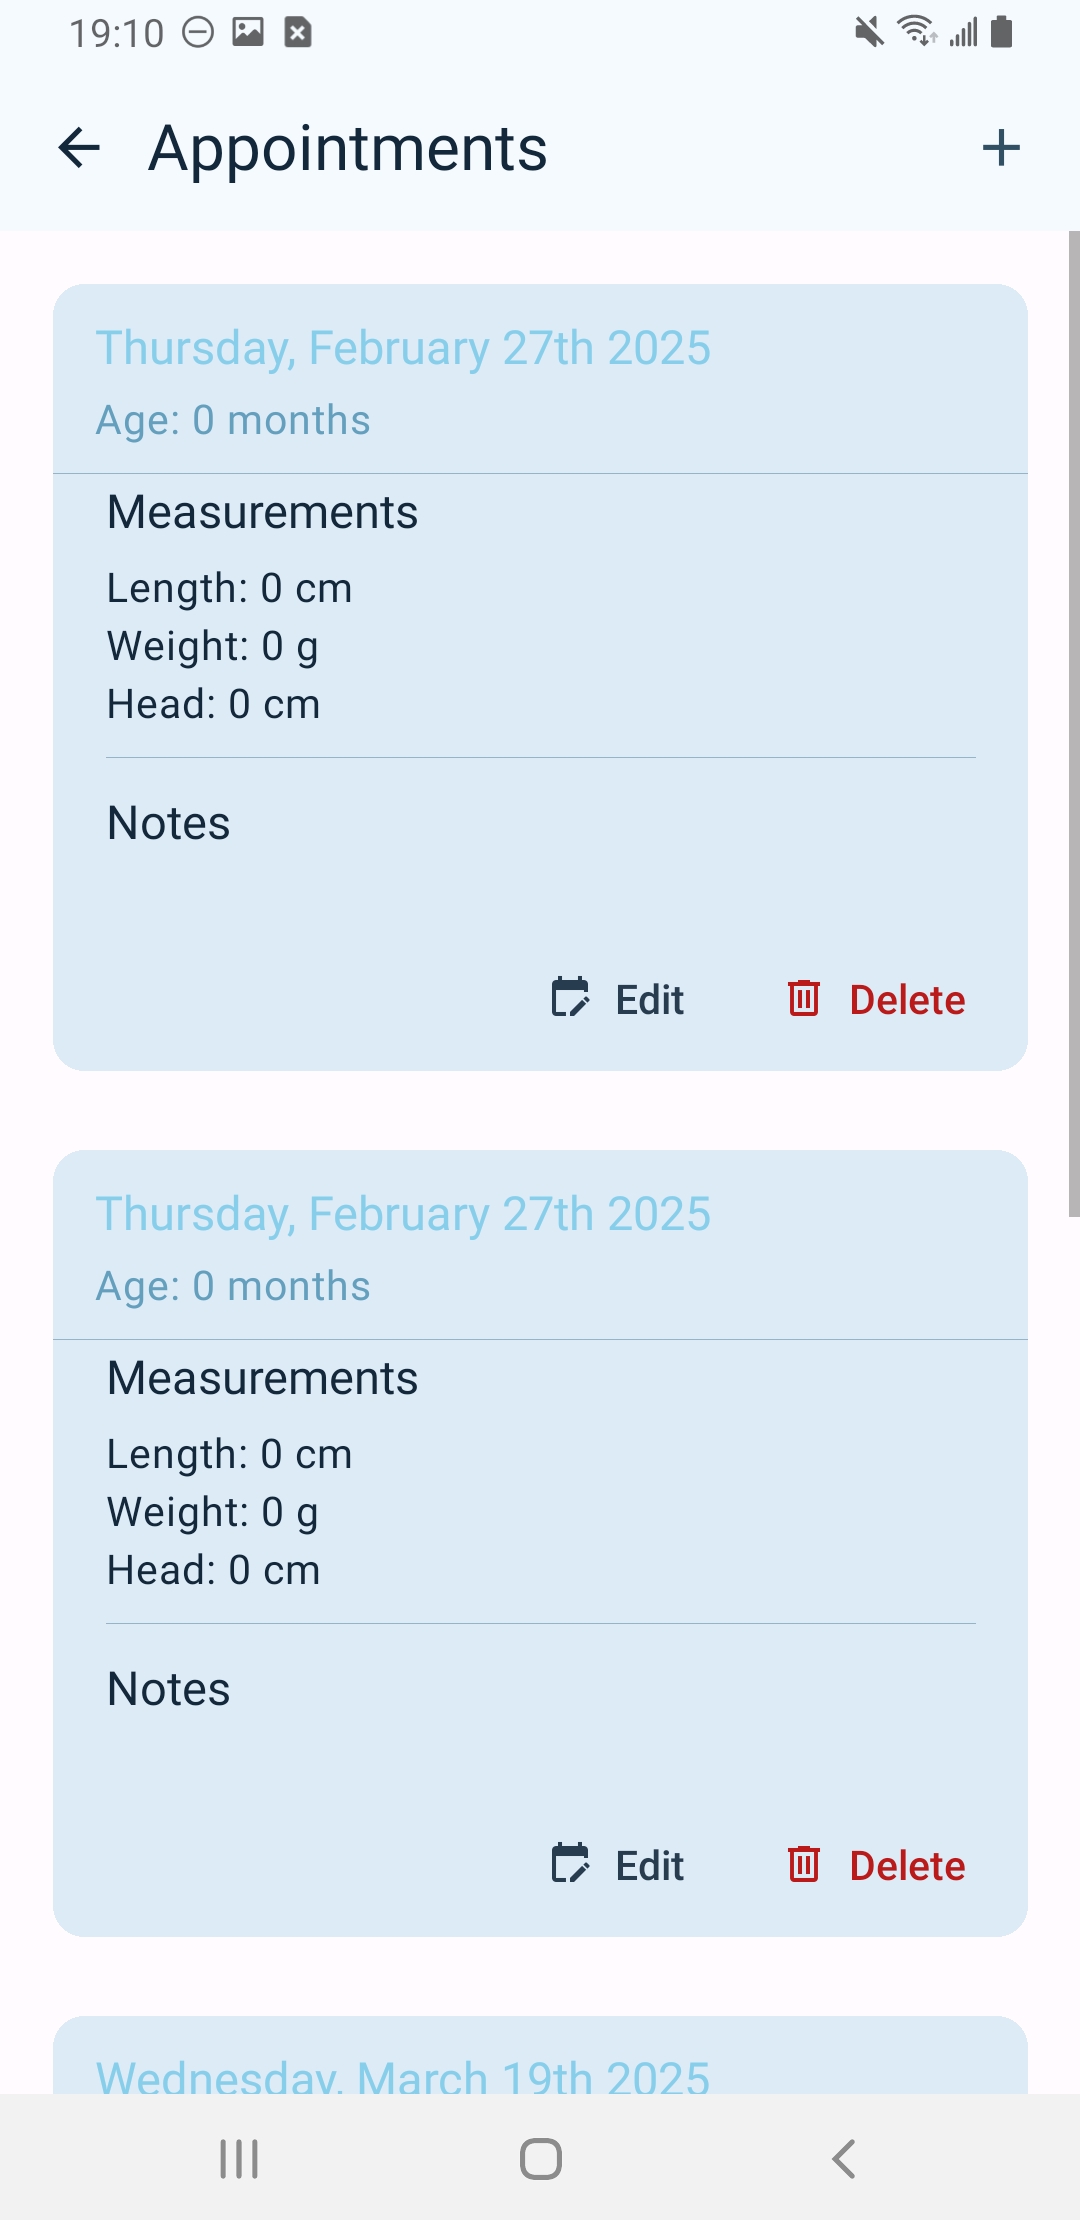 19:10
Appointments
Thursday, February 27th 2025
Age: 0 months
Measurements
Length: 0 cm
Weight: 0 g
Head: 0 cm
Notes
Edit Delete
Thursday, February 27th 2025
Age: 0 months
Measurements
Length: 0 cm
Weight: 0 g
Head: 0 cm
Notes
Edit Delete
Wednesday, March 19th 2025